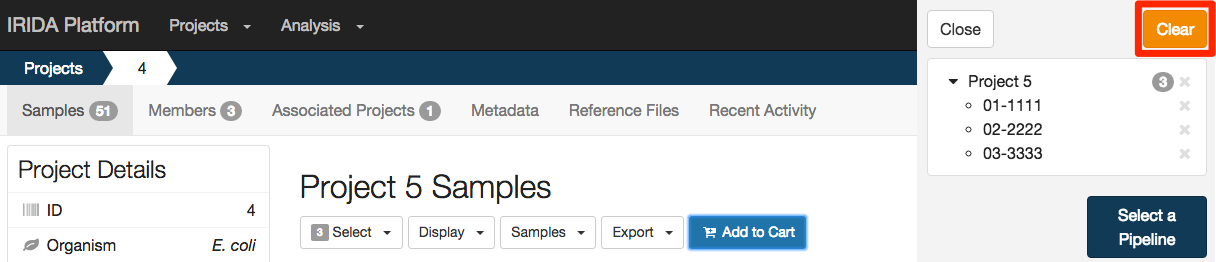 IRIDA Platform Projects Analysis
Projects 4
Samples 51 Members 3 Associated Projects 1 Metadata Reference Files Recent Activity
Project Details
ID 4
Organism E. coli
Project 5 Samples
3 Select Display Samples Export Add to Cart
Close Clear
Project 5 3
01-1111
02-2222
03-3333
Select a
Pipeline